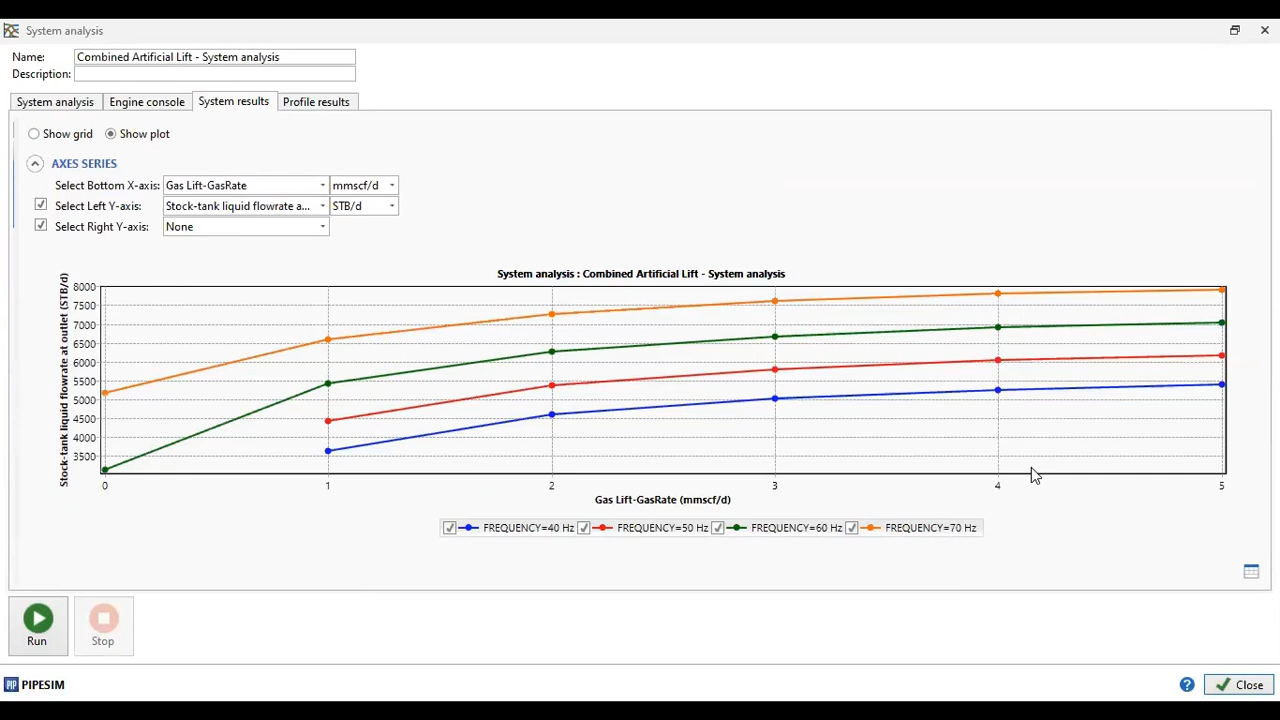 System analysis
Name: Combined Artificial Lift - System analysis
Description:
System analysis Engine console System results Profile results
Show grid Show plot
AXES SERIES
Select Bottom X-axis: Gas Lift-GasRate mmscf/d
Select Left Y-axis: Stock-tank liquid flowrate a... STB/d
Select Right Y-axis: None
System analysis : Combined Artificial Lift - System analysis
Stock-tank liquid flowrate at outlet (STB/d)
8000
7500
7000
6500
6000
5500
5000
4500
4000
3500
0 1 2 3 4 5
Gas Lift-GasRate (mmscf/d)
FREQUENCY=40 Hz FREQUENCY=50 Hz FREQUENCY=60 Hz FREQUENCY=70 Hz
Run Stop
PIP PIPESIM ? Close